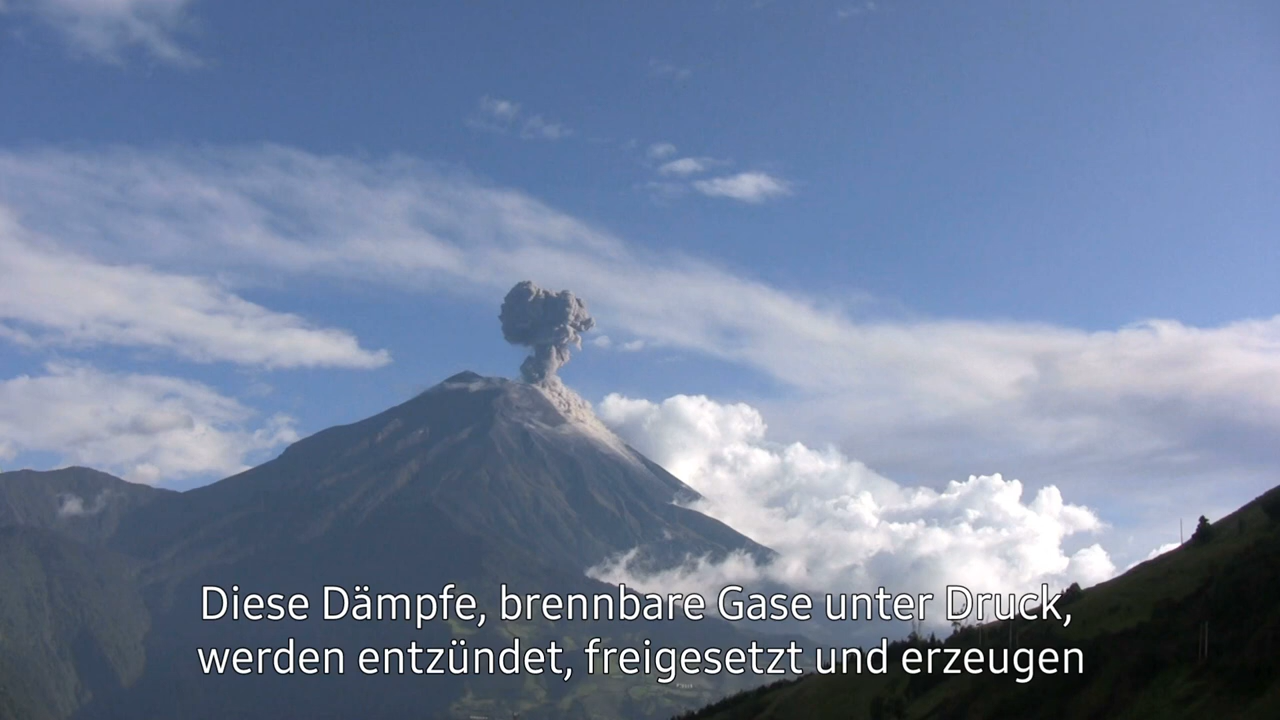 Diese Dämpfe, brennbare Gase unter Druck,
werden entzündet, freigesetzt und erzeugen